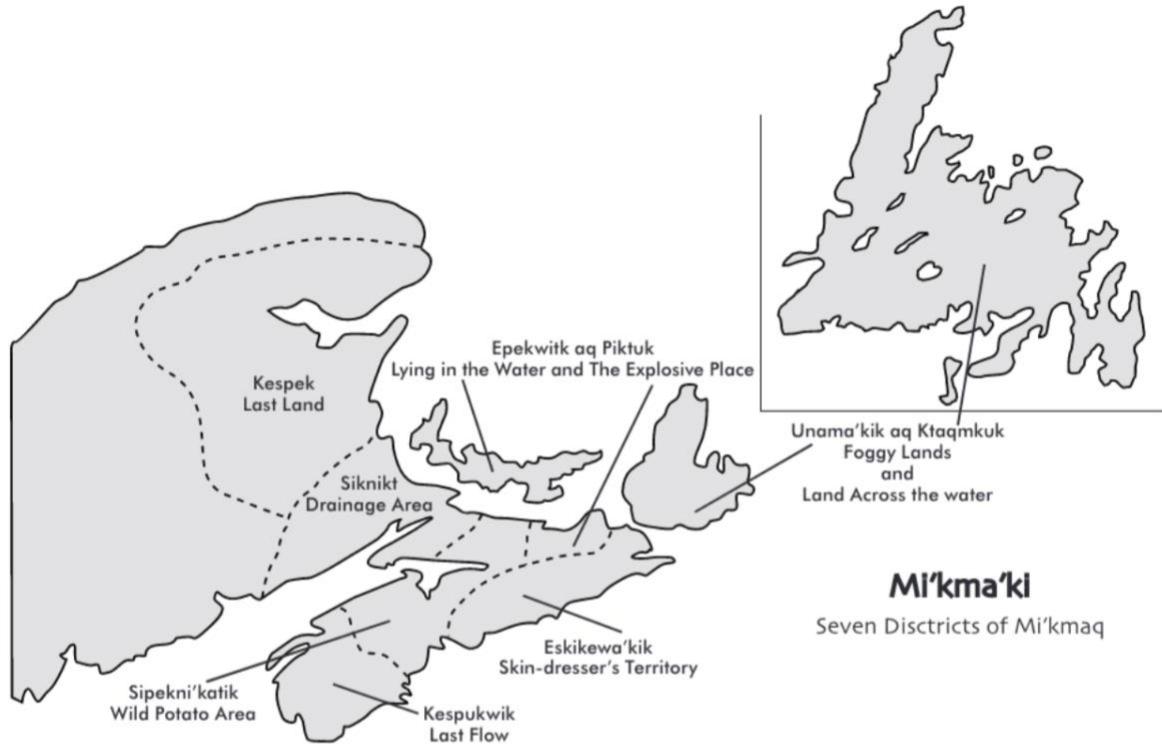 Epekwitk aq Piktuk
Lying in the Water and The Explosive Place
Kespek
Last Land
Unama'kik aq Ktaqmkuk
Foggy Lands
and
Land Across the water
Siknikt
Drainage Area
Mi'kma'ki
Seven Disctricts of Mi'kmaq
Eskikewa'kik
Skin-dresser's Territory
Sipekni'katik
Wild Potato Area
Kespukwik
Last Flow